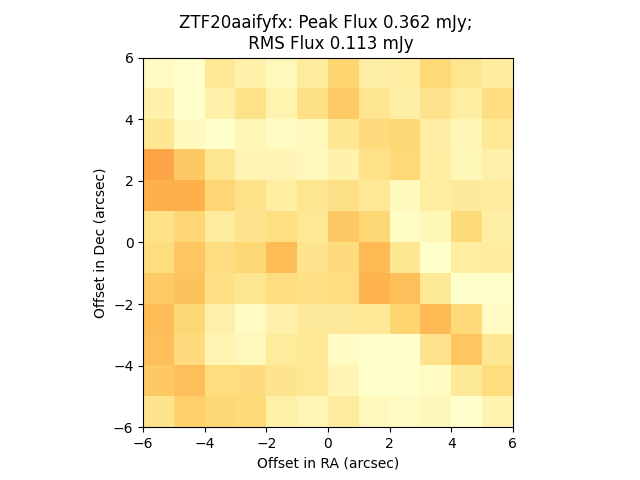 ZTF20aaifyfx: Peak Flux 0.362 mJy;
RMS Flux 0.113 mJy
6
4
2
0
−2
−4
−6
Offset in Dec (arcsec)
−6 −4 −2 0 2 4 6
Offset in RA (arcsec)